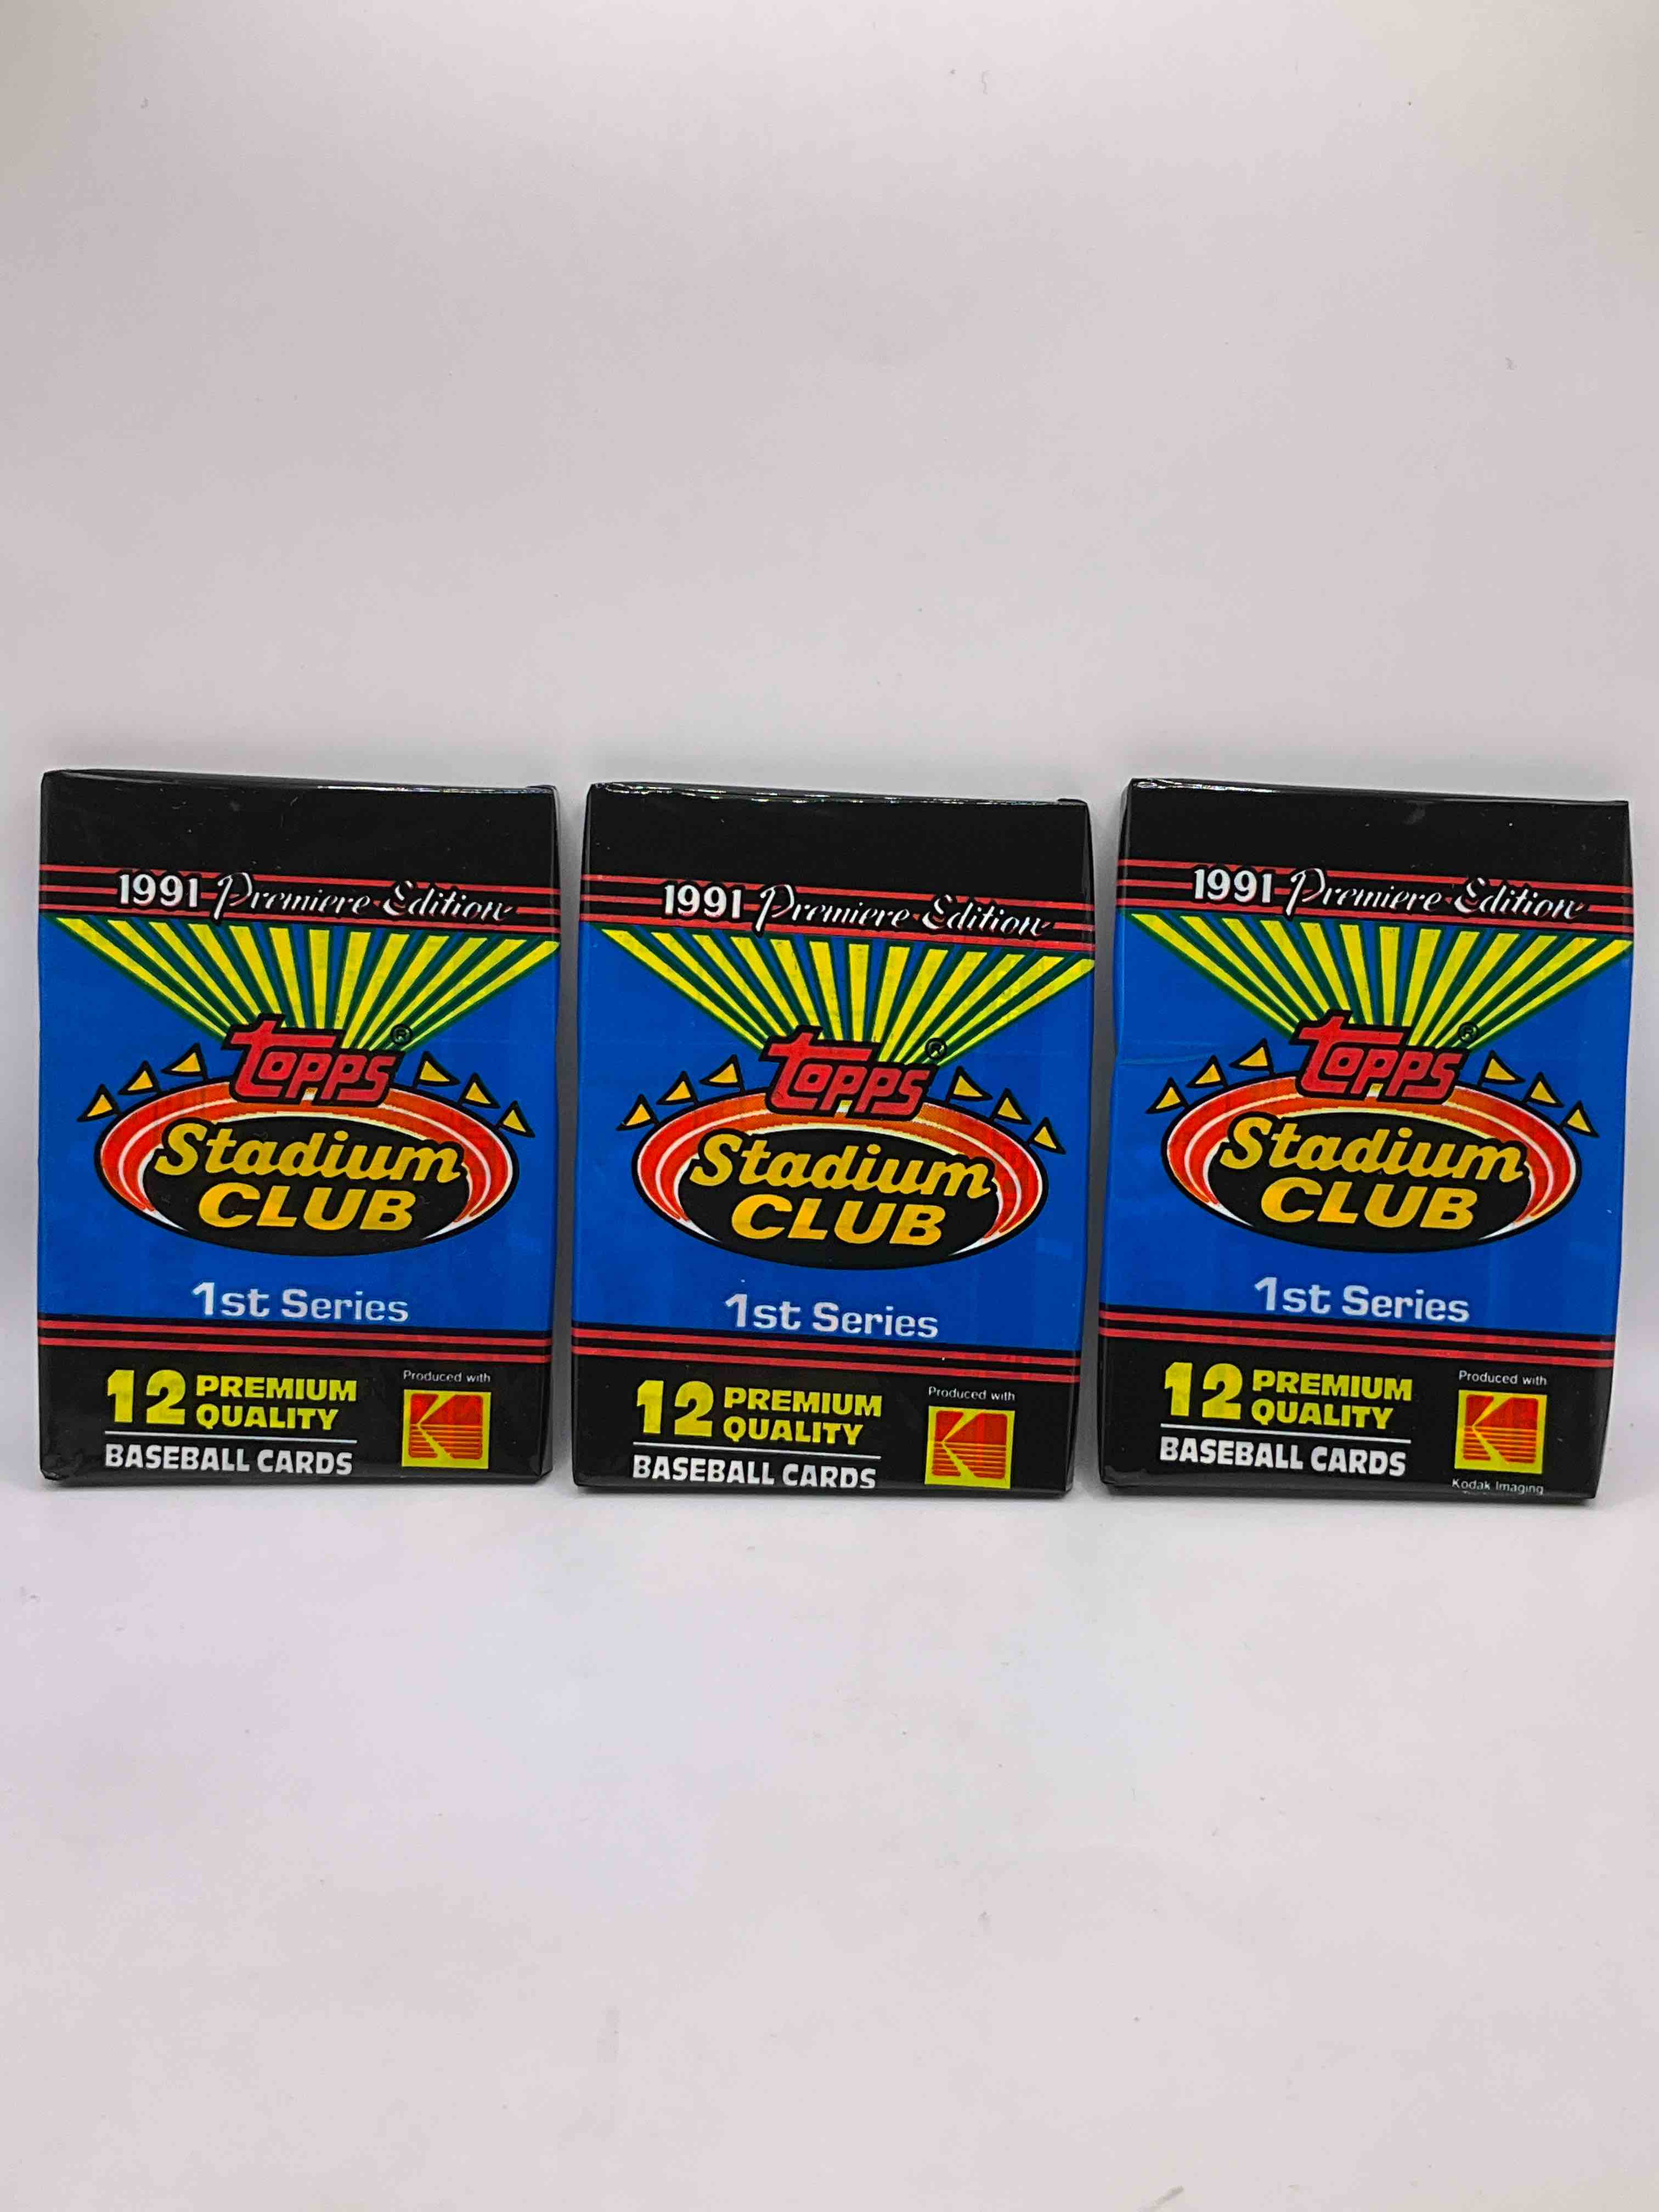 1991 Premiere Edition
Topps ®
Stadium
CLUB
1st Series
12 PREMIUM
QUALITY
BASEBALL CARDS
Produced with
K
1991 Premiere Edition
Topps ®
Stadium
CLUB
1st Series
12 PREMIUM
QUALITY
BASEBALL CARDS
Produced with
K
1991 Premiere Edition
Topps ®
Stadium
CLUB
1st Series
12 PREMIUM
QUALITY
BASEBALL CARDS
Produced with
K
Kodak Imaging